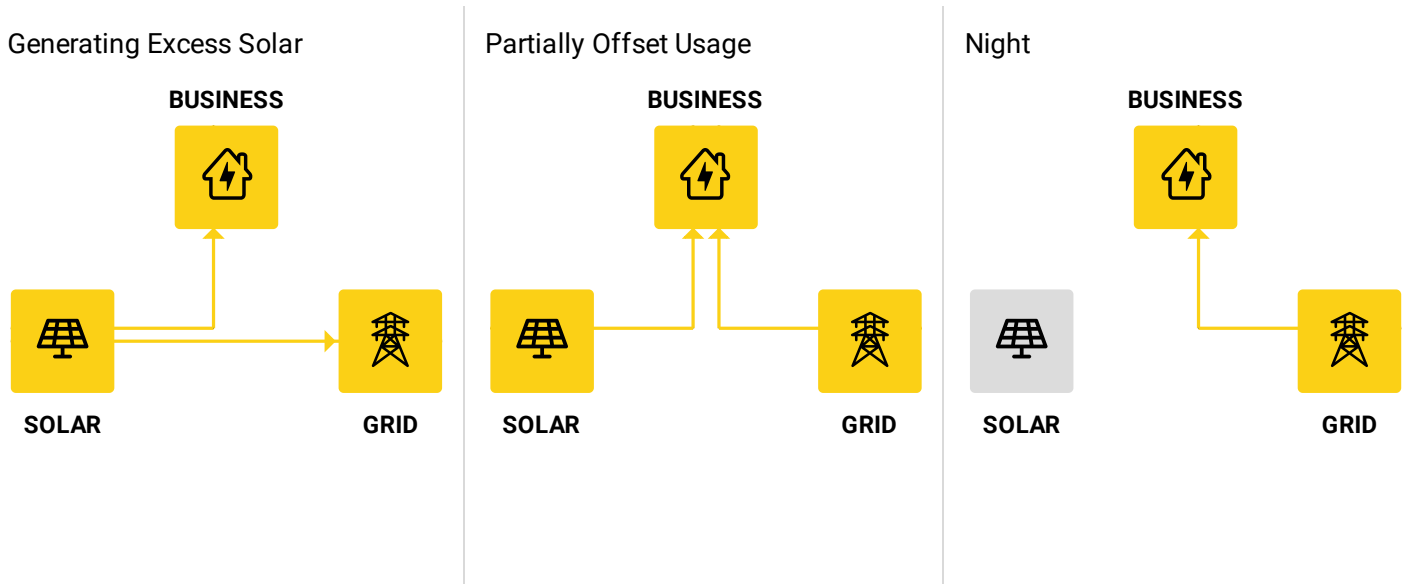 Generating Excess Solar
BUSINESS
SOLAR
GRID
Partially Offset Usage
BUSINESS
SOLAR
GRID
Night
BUSINESS
SOLAR
GRID